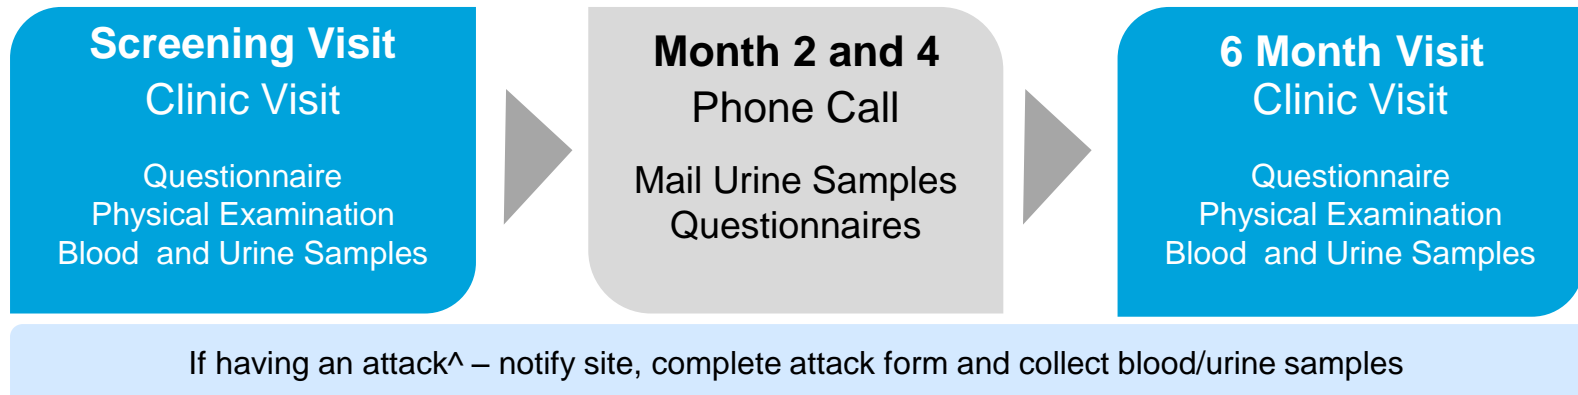 Screening Visit
Clinic Visit
Questionnaire
Physical Examination
Blood  and Urine Samples
Month 2 and 4
Phone Call
Mail Urine Samples
Questionnaires
6 Month Visit
Clinic Visit
Questionnaire
Physical Examination
Blood  and Urine Samples
If having an attack^ – notify site, complete attack form and collect blood/urine samples